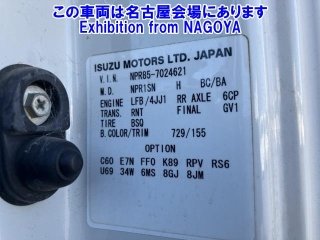 この車両は名古屋会場にあります
Exhibition from NAGOYA
ISUZU MOTORS LTD. JAPAN
V.I.N. NPR85-7024621
M.D. NPR1SN H BC/BA
ENGINE LFB/4JJ1 RR AXLE 6CP
TRANS. RNT FINAL GV1
TIRE BSQ
B.COLOR/TRIM 729/155
OPTION
C60 E7N FF0 K89 RPV RS6
U69 34W 6MS 8GJ 8JM